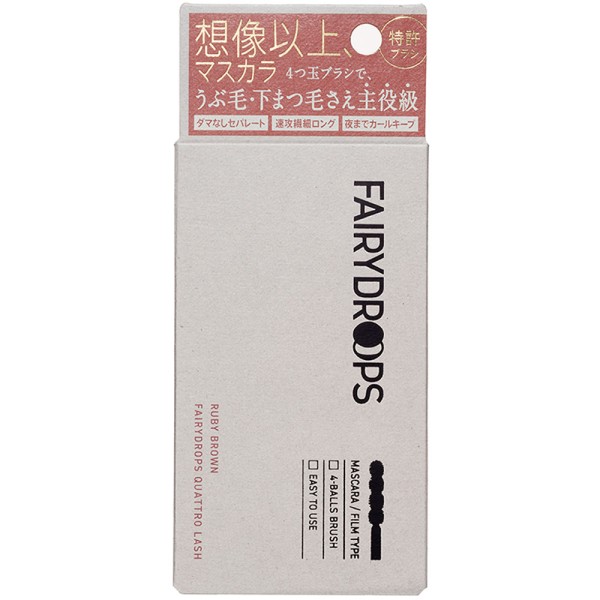 想像以上、
マスカラ
特許
ブラシ
4つ玉ブラシで、
うぶ毛・下まつ毛さえ主役級
ダマなしセパレート
速攻繊細ロング
夜までカールキープ
FAIRYDROPS
MASCARA / FILM TYPE
4-BALLS BRUSH
EASY TO USE
RUBY BROWN
FAIRYDROPS QUATTRO LASH